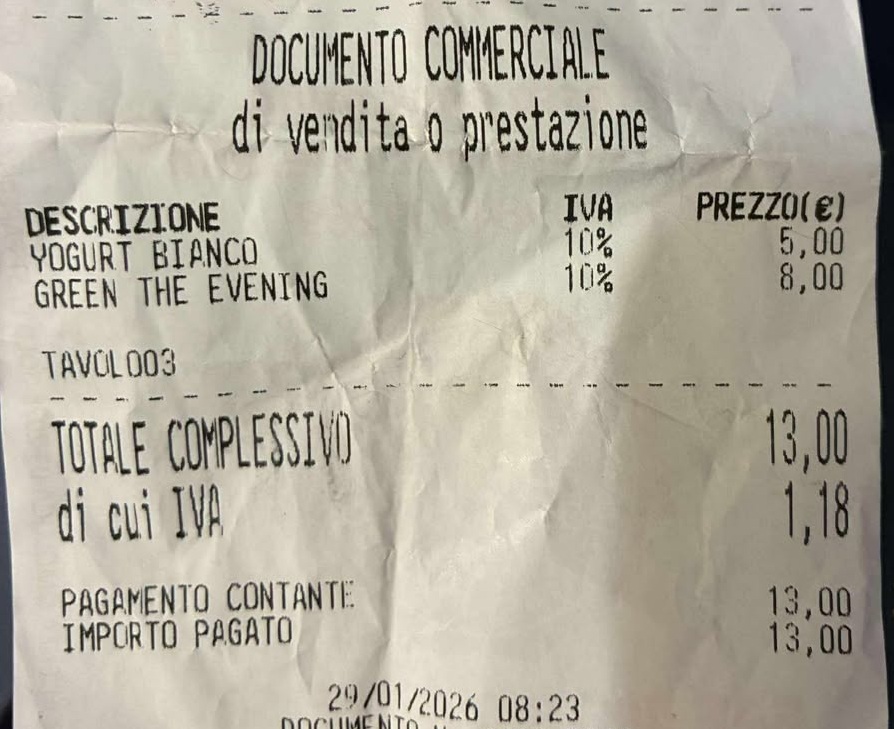 DOCUMENTO COMMERCIALE
di vendita o prestazione
DESCRIZIONE IVA PREZZO(€)
YOGURT BIANCO 10% 5,00
GREEN THE EVENING 10% 8,00
TAVOLO03
TOTALE COMPLESSIVO 13,00
di cui IVA 1,18
PAGAMENTO CONTANTE 13,00
IMPORTO PAGATO 13,00
29/01/2026 08:23
DOCUMENTO